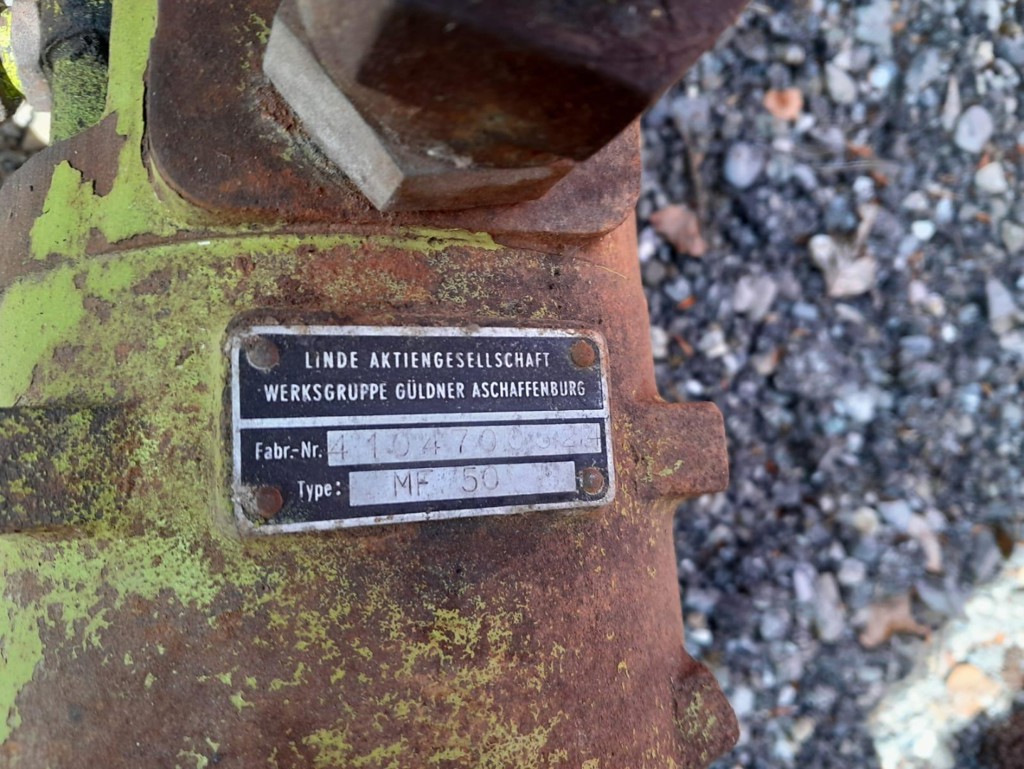 LINDE AKTIENGESELLSCHAFT
WERKSGRUPPE GÜLDNER ASCHAFFENBURG
Fabr.-Nr.
Type: MF 50